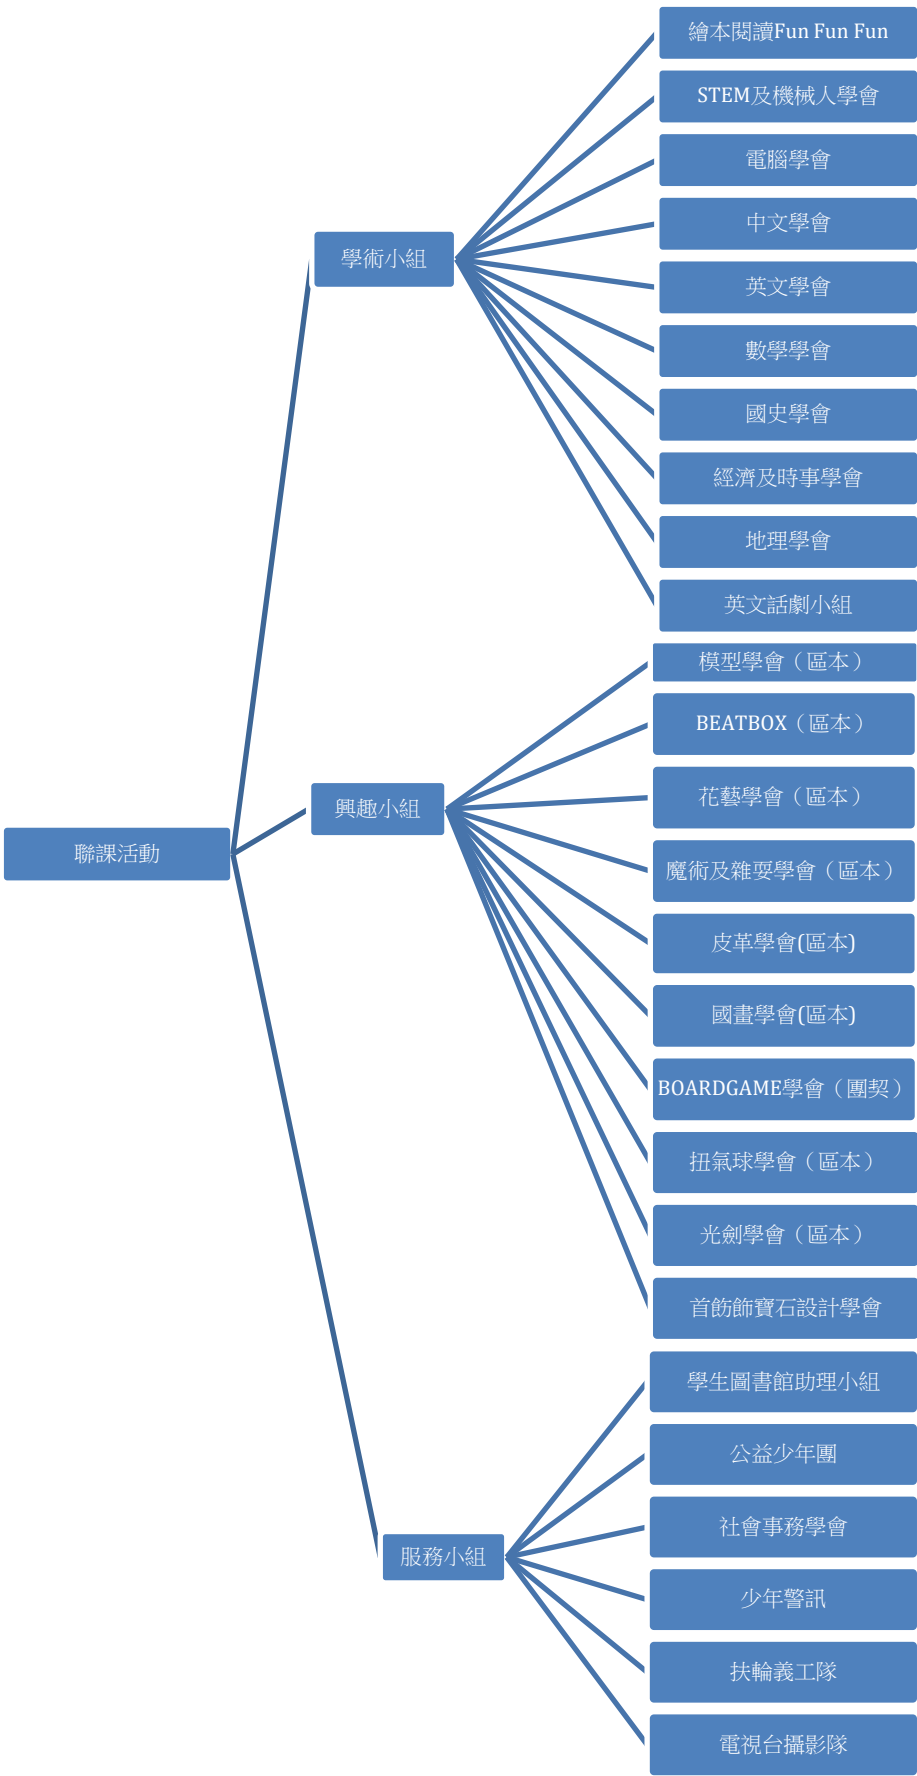 聯課活動
學術小組
繪本閱讀Fun Fun Fun
STEM及機械人學會
電腦學會
中文學會
英文學會
數學學會
國史學會
經濟及時事學會
地理學會
英文話劇小組
興趣小組
模型學會（區本）
BEATBOX（區本）
花藝學會（區本）
魔術及雜耍學會（區本）
皮革學會(區本)
國畫學會(區本)
BOARDGAME學會（團契）
扭氣球學會（區本）
光劍學會（區本）
首飭飾寶石設計學會
服務小組
學生圖書館助理小組
公益少年團
社會事務學會
少年警訊
扶輪義工隊
電視台攝影隊